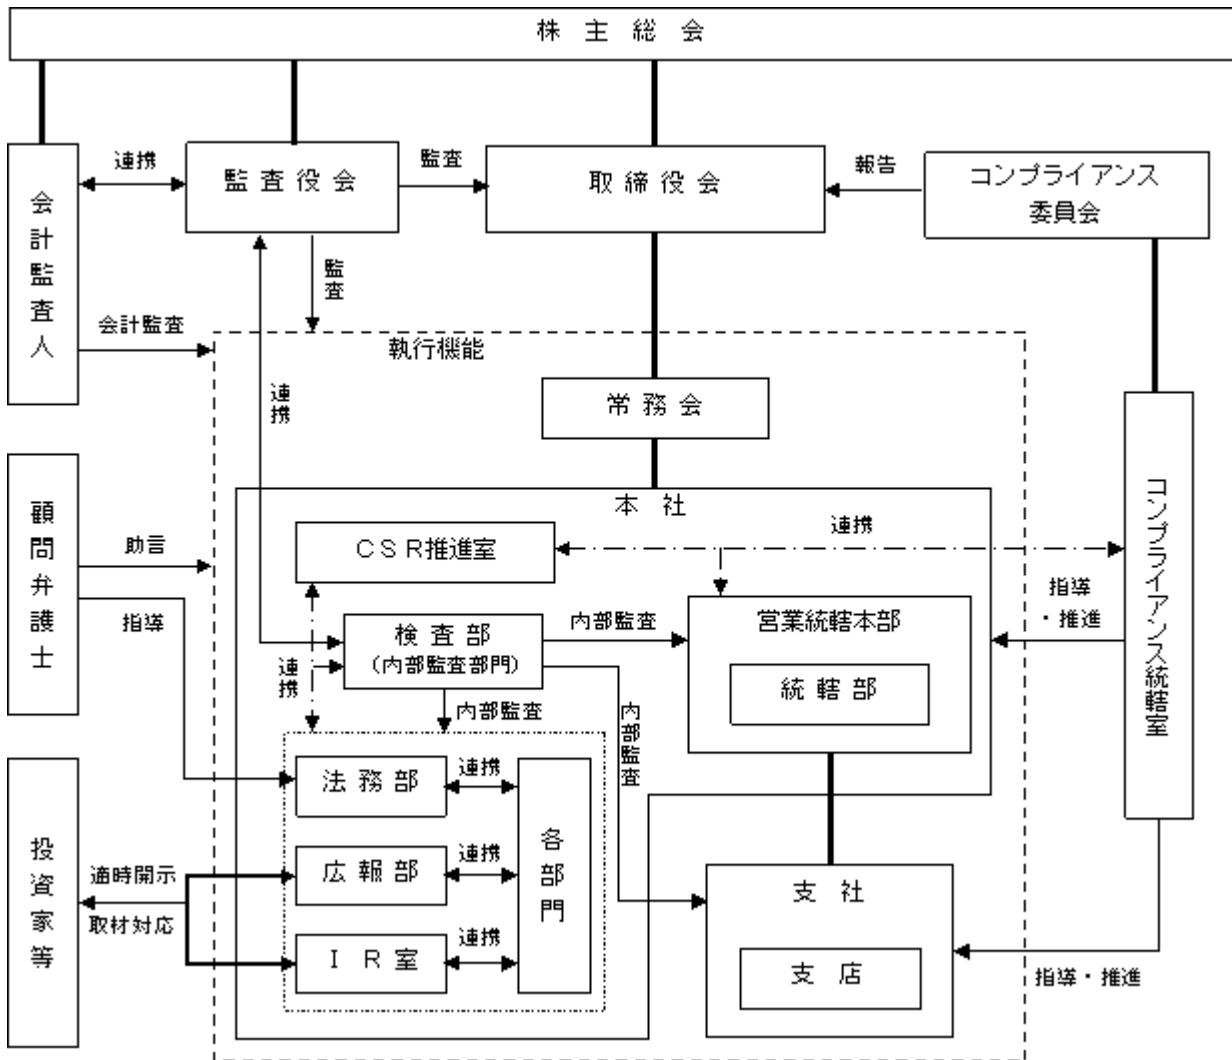 株主総会
連携
監査役会
監査
取締役会
報告
コンプライアンス
委員会
会計監査人
監査
会計監査
執行機能
連携
常務会
顧問弁護士
本社
コンプライアンス統轄室
CSR推進室
連携
助言
指導
指導
・推進
検査部
(内部監査部門)
内部監査
営業統轄本部
連携
統轄部
内部監査
内部監査
法務部
連携
各部門
投資家等
適時開示
取材対応
広報部
連携
支社
IR室
連携
支店
指導・推進